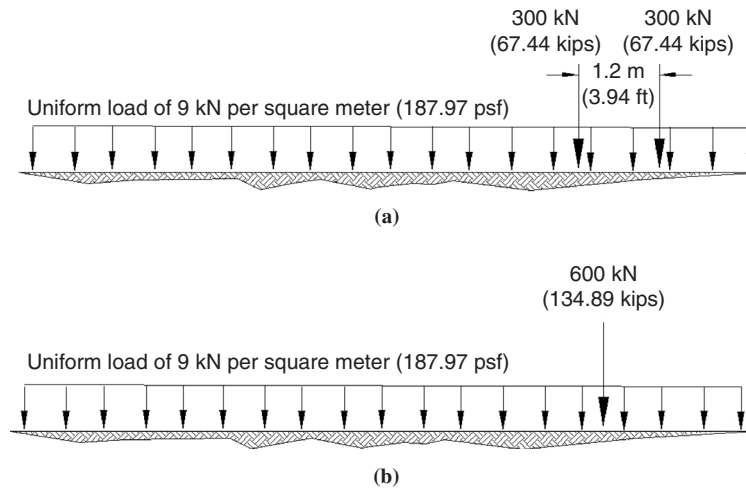 300 kN 300 kN
(67.44 kips) (67.44 kips)
1.2 m
(3.94 ft)
Uniform load of 9 kN per square meter (187.97 psf)
(a)
600 kN
(134.89 kips)
Uniform load of 9 kN per square meter (187.97 psf)
(b)